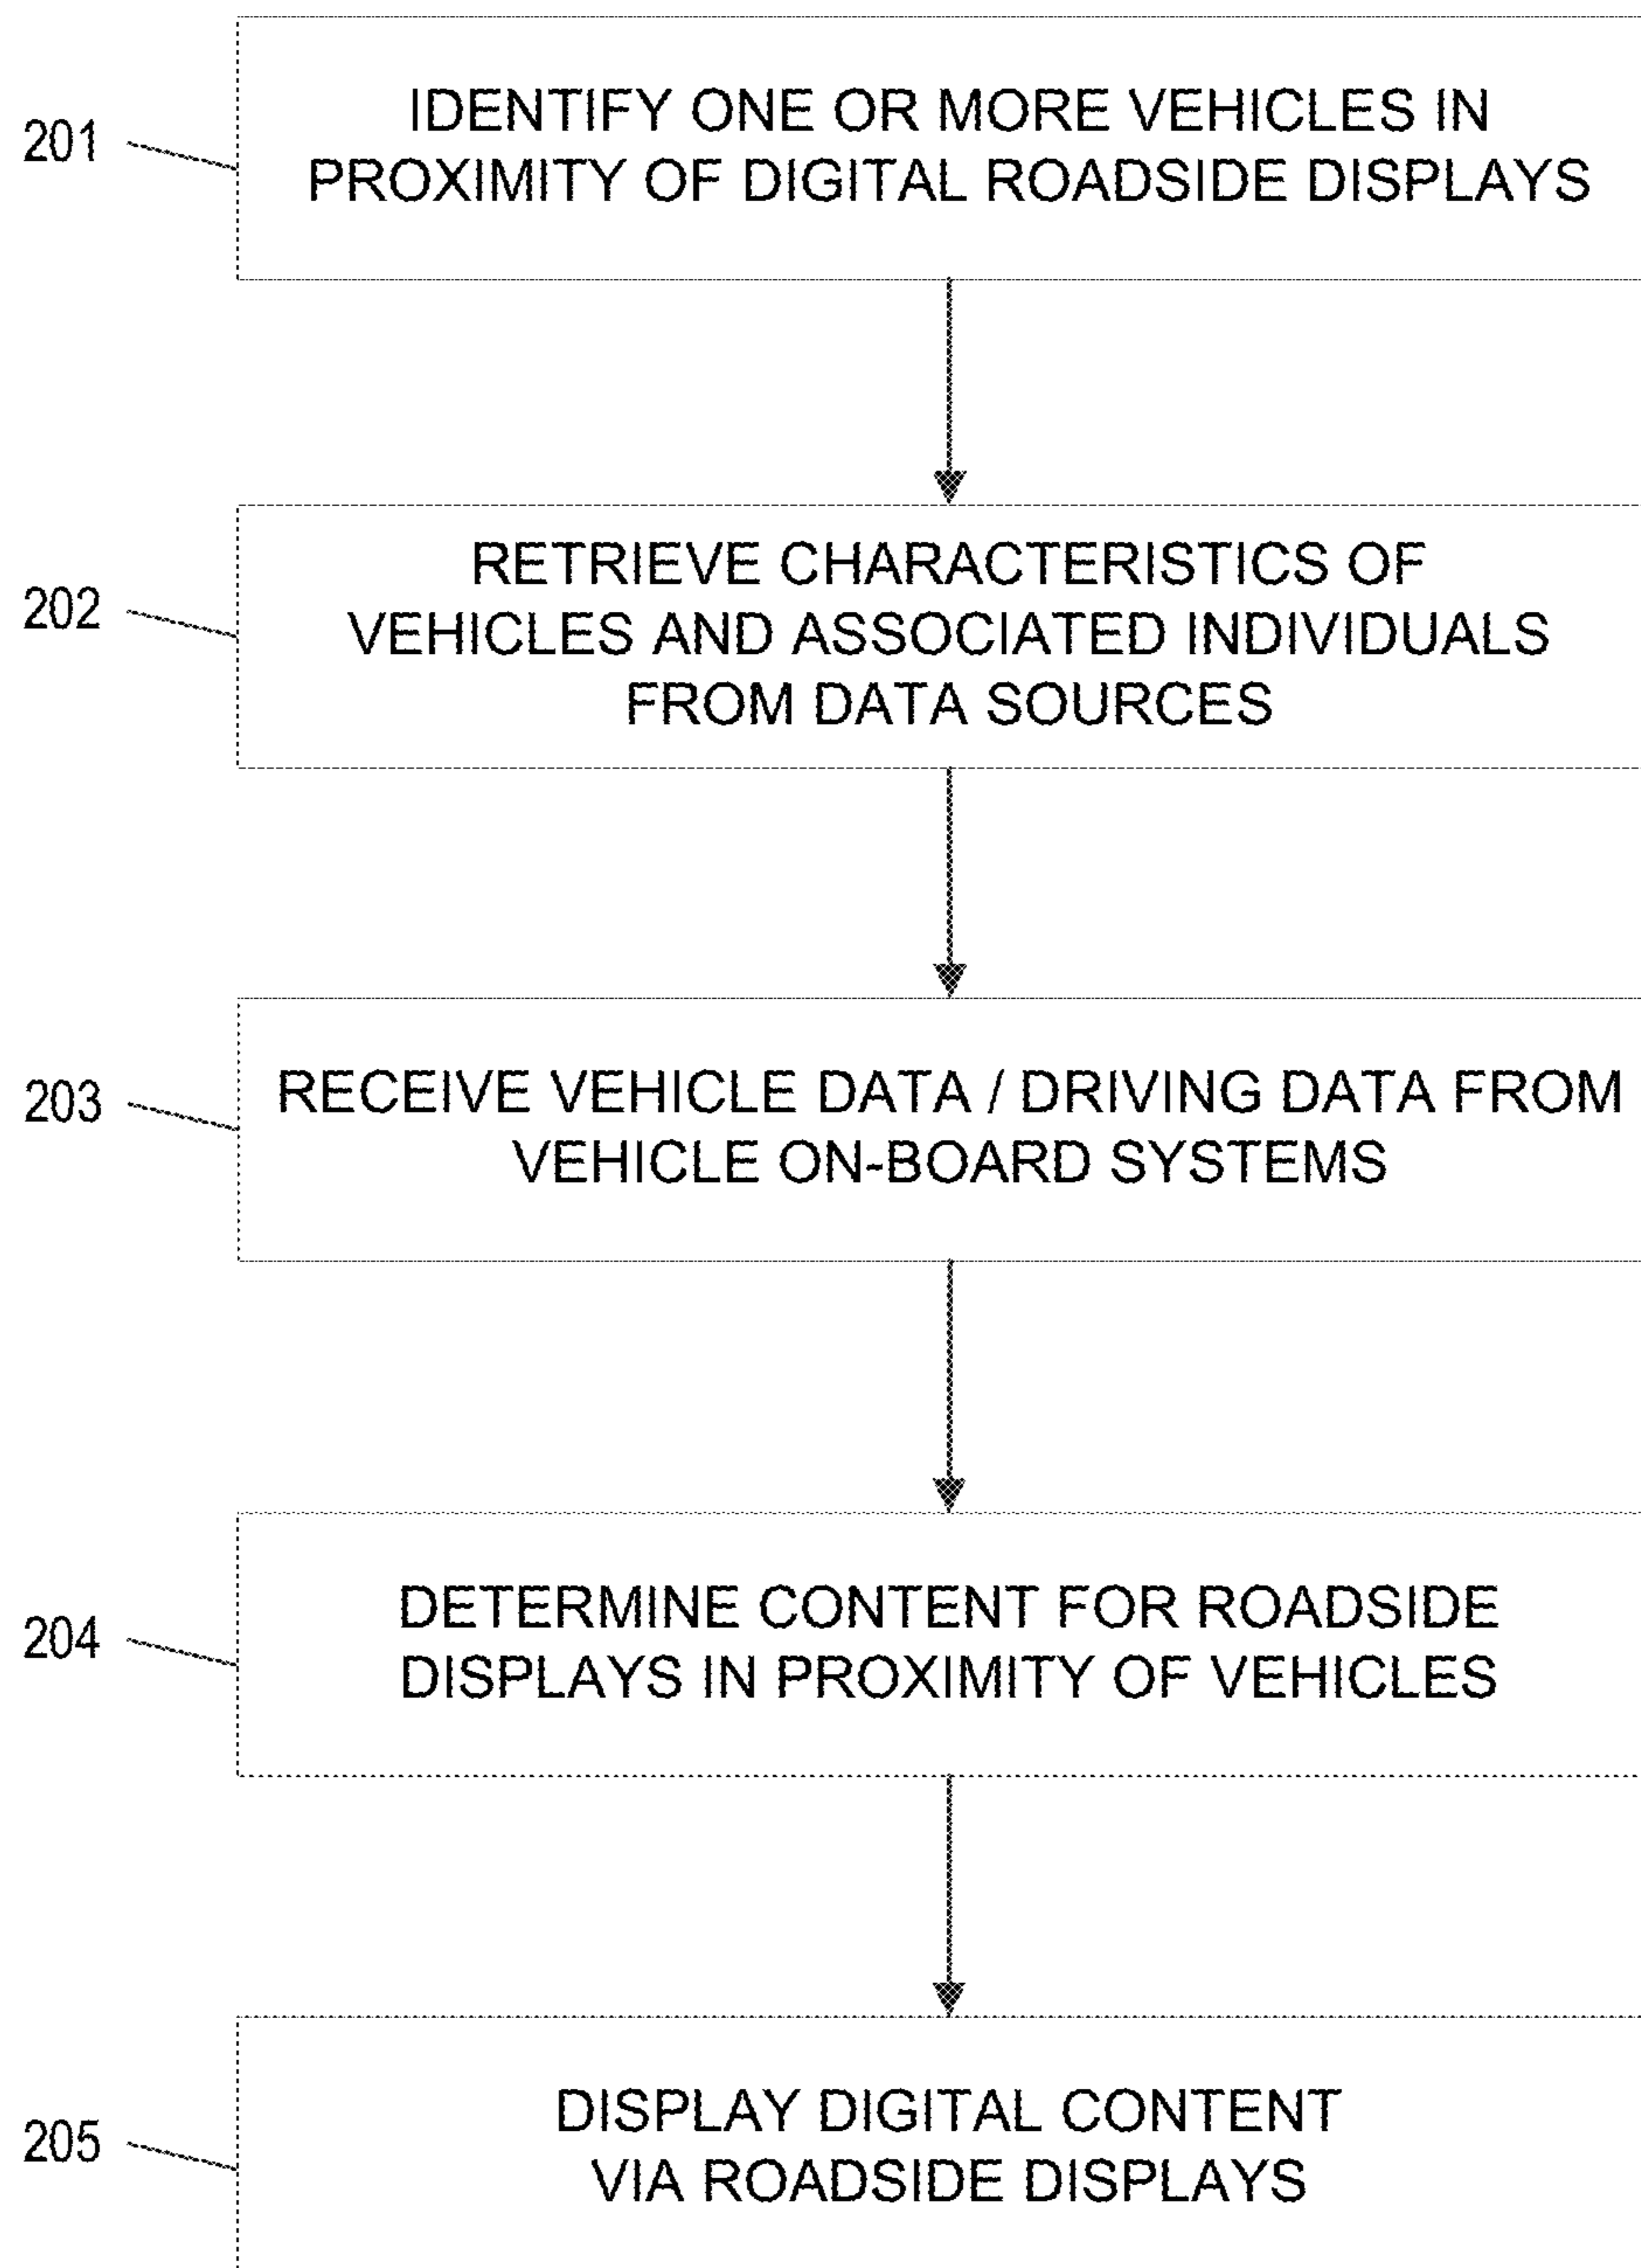 201
IDENTIFY ONE OR MORE VEHICLES IN
PROXIMITY OF DIGITAL ROADSIDE DISPLAYS
202
RETRIEVE CHARACTERISTICS OF
VEHICLES AND ASSOCIATED INDIVIDUALS
FROM DATA SOURCES
203
RECEIVE VEHICLE DATA / DRIVING DATA FROM
VEHICLE ON-BOARD SYSTEMS
204
DETERMINE CONTENT FOR ROADSIDE
DISPLAYS IN PROXIMITY OF VEHICLES
205
DISPLAY DIGITAL CONTENT
VIA ROADSIDE DISPLAYS